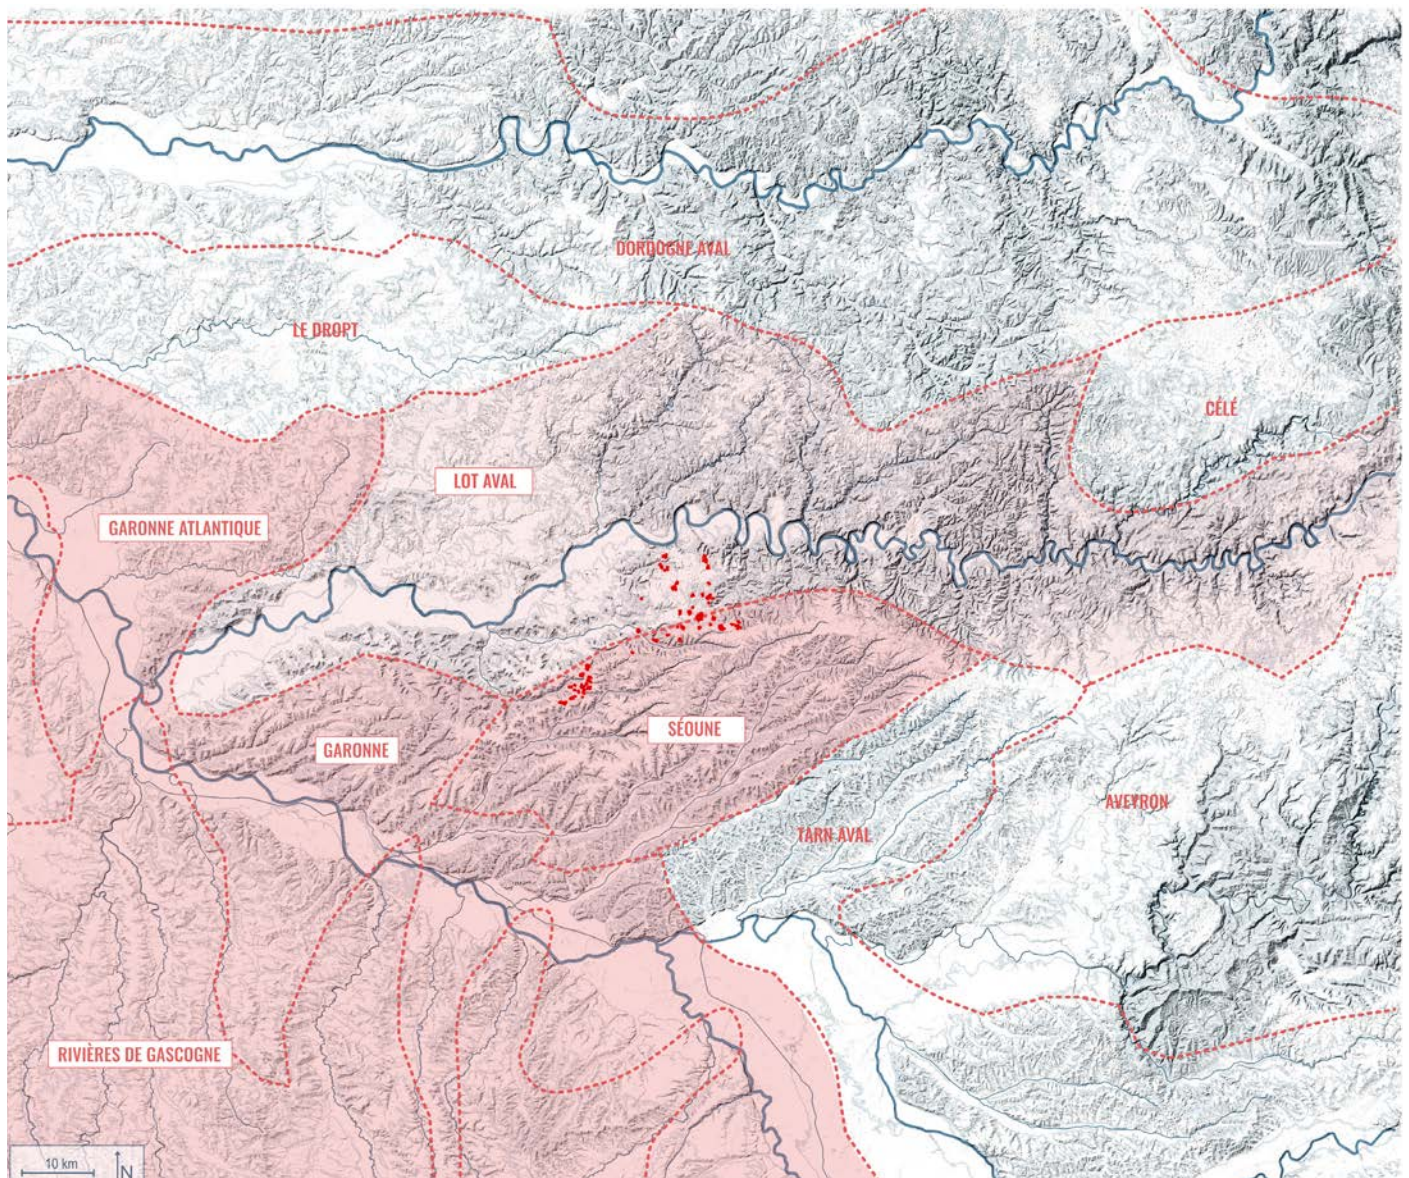 DORDOGNE AVAL
LE DROPT
CÉLÉ
LOT AVAL
GARONNE ATLANTIQUE
SÉOUNE
GARONNE
AVEYRON
TARN AVAL
RIVIÈRES DE GASCOGNE
10 km
N